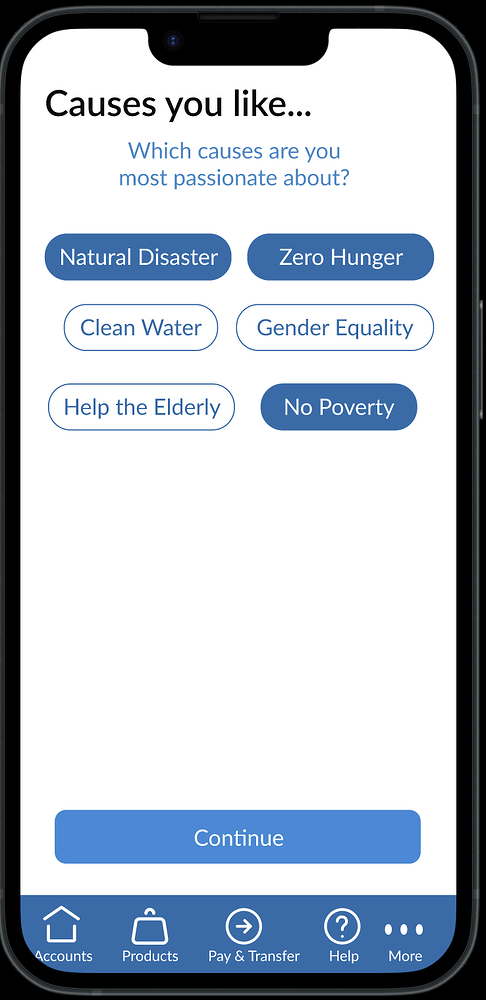 Causes you like...
Which causes are you
most passionate about?
Natural Disaster
Zero Hunger
Clean Water
Gender Equality
Help the Elderly
No Poverty
Continue
Accounts
Products
Pay & Transfer
Help
More